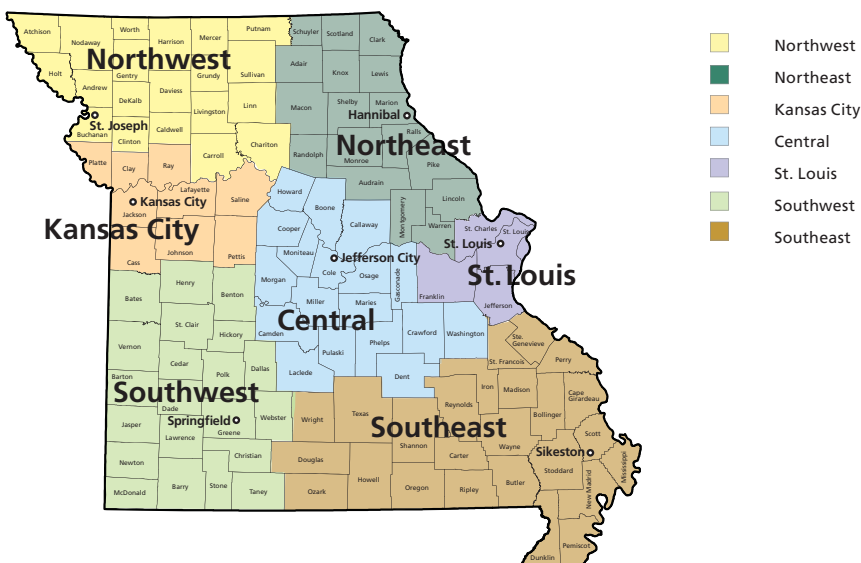 Atchison
Nodaway
Worth
Harrison
Mercer
Putnam
Schuyler
Scotland
Clark
Northwest
Holt
Andrew
Gentry
Daviess
Grundy
Sullivan
Adair
Knox
Lewis
DeKalb
Livingston
Linn
Macon
Shelby
Marion
Hannibal
St. Joseph
Buchanan
Clinton
Caldwell
Carroll
Chariton
Randolph
Northeast
Monroe
Ralls
Pike
Platte
Clay
Ray
Audrain
Lafayette
Saline
Howard
Boone
Callaway
Montgomery
Lincoln
Warren
Kansas City
Jackson
Kansas City
Johnson
Pettis
Cass
Cooper
Moniteau
Jefferson City
Cole
Osage
Gasconade
St. Charles
St. Louis
St. Louis
St. Louis
Franklin
Jefferson
Bates
Henry
Benton
Morgan
Miller
Maries
Central
Camden
St. Clair
Hickory
Pulaski
Phelps
Crawford
Washington
Vernon
Cedar
Polk
Dallas
Laclede
Dent
Ste.
Genevieve
St. Francois
Perry
Barton
Southwest
Dade
Springfield
Greene
Webster
Wright
Texas
Reynolds
Iron
Madison
Cape
Girardeau
Bollinger
Jasper
Lawrence
Southeast
Shannon
Wayne
Scott
Sikeston
Newton
Christian
Douglas
Carter
Stoddard
Mississippi
McDonald
Barry
Stone
Taney
Ozark
Howell
Oregon
Ripley
Butler
New Madrid
Pemiscot
Dunklin
Northwest
Northeast
Kansas City
Central
St. Louis
Southwest
Southeast